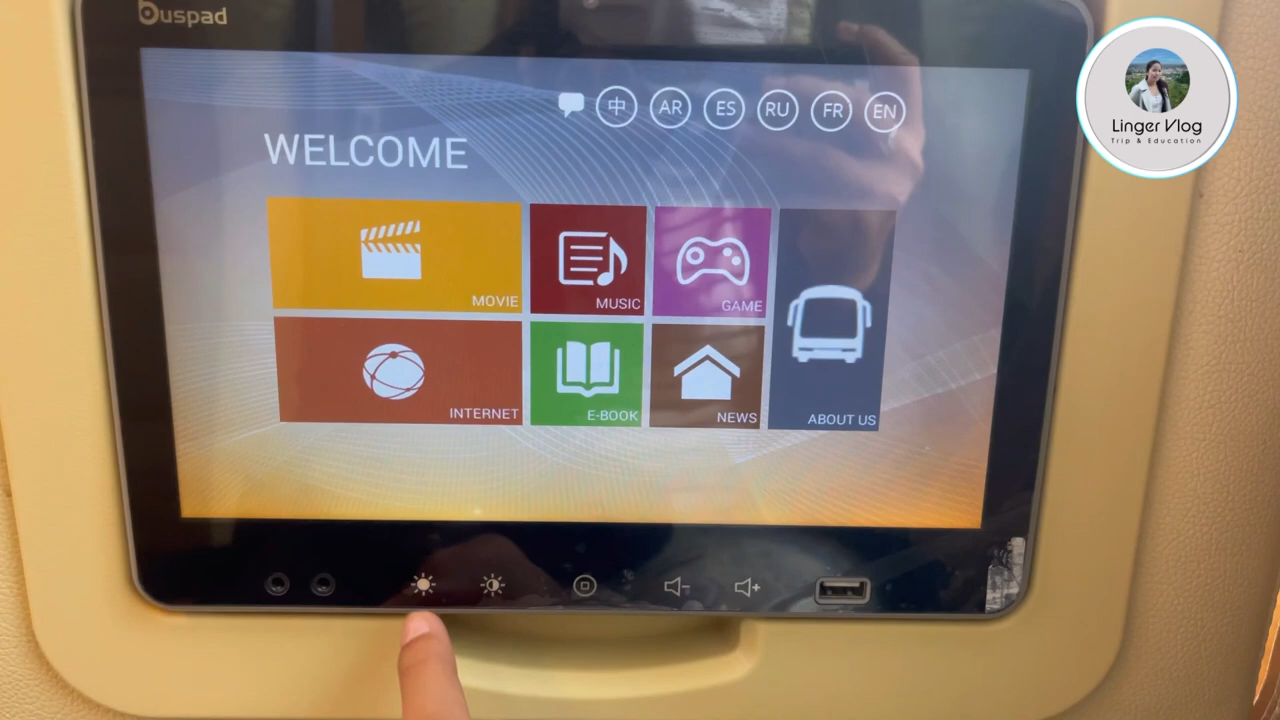 buspad
中 AR ES RU FR EN
WELCOME
MOVIE
MUSIC
GAME
INTERNET
E-BOOK
NEWS
ABOUT US
Linger Vlog
Trip & Education